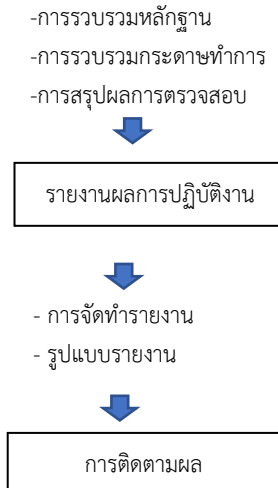 -การรวบรวมหลักฐาน
-การรวบรวมกระดาษทำการ
-การสรุปผลการตรวจสอบ
รายงานผลการปฏิบัติงาน
- การจัดทำรายงาน
- รูปแบบรายงาน
การติดตามผล